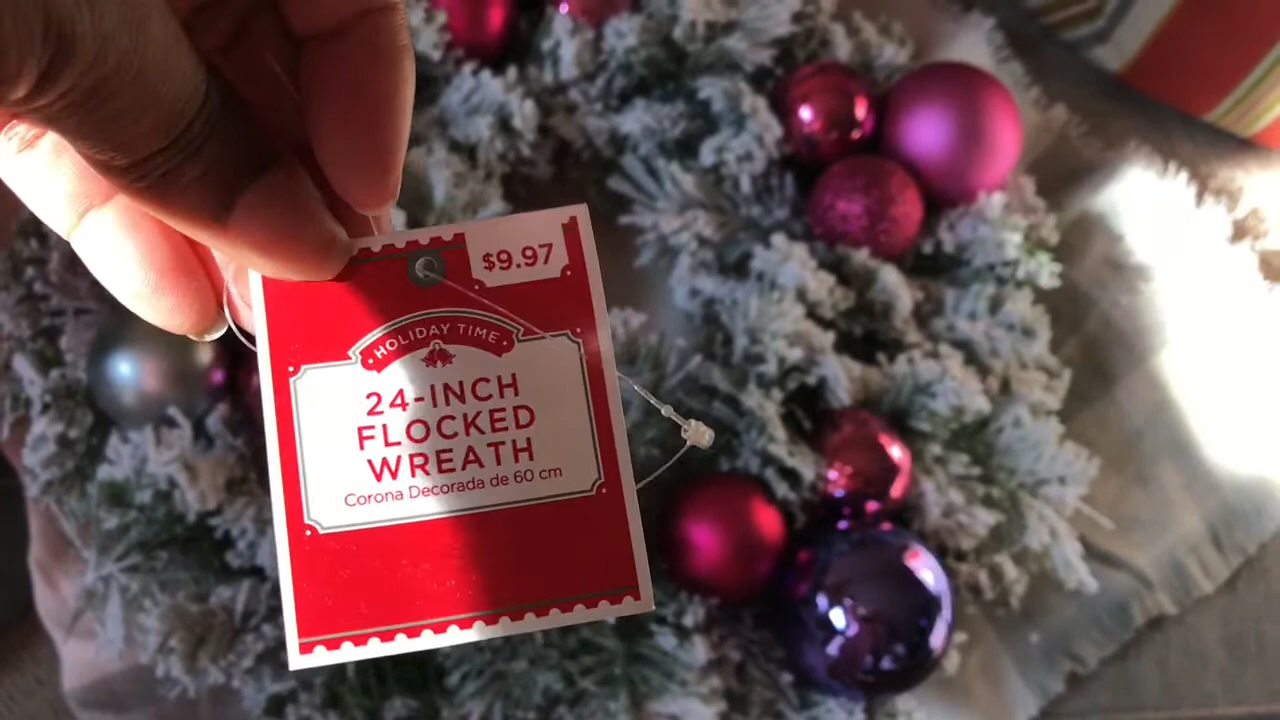 $9.97
HOLIDAY TIME
24-INCH
FLOCKED
WREATH
Corona Decorada de 60 cm